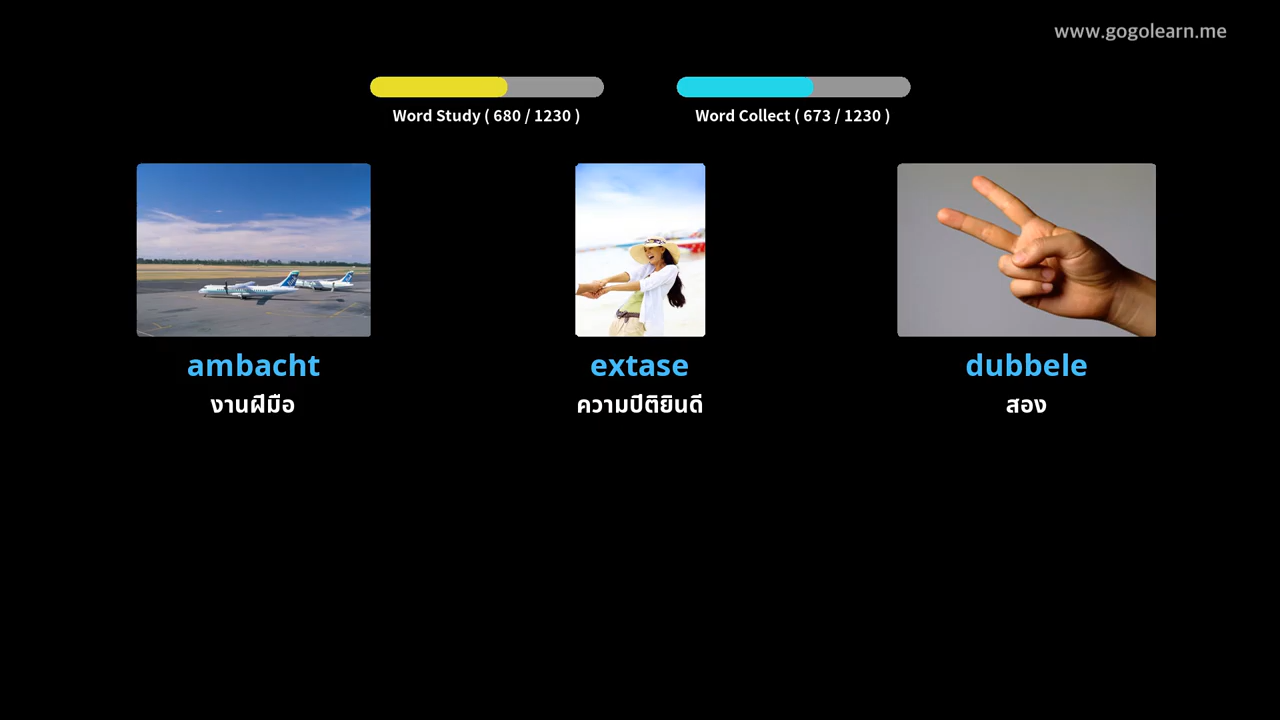 www.gogolearn.me
Word Study ( 680 / 1230 )
Word Collect ( 673 / 1230 )
ambacht
งานฝีมือ
extase
ความปีติยินดี
dubbele
สอง